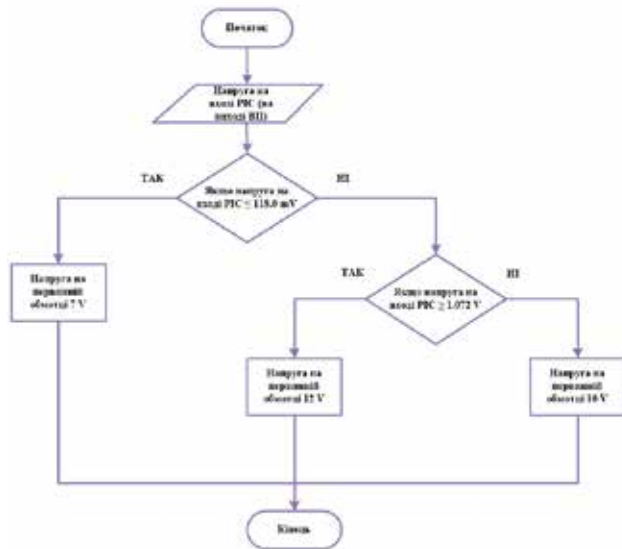 Початок
Напруга на
вході PIC (на
виході ВП)
ТАК
НІ
Якщо напруга на
вході PIC ≤ mV
Напруга на
первинній
обмотці 7 V
ТАК
НІ
Якщо напруга на
вході PIC ≥ 1.072 V
Напруга на
первинній
обмотці 12 V
Напруга на
первинній
обмотці 10 V
Кінець